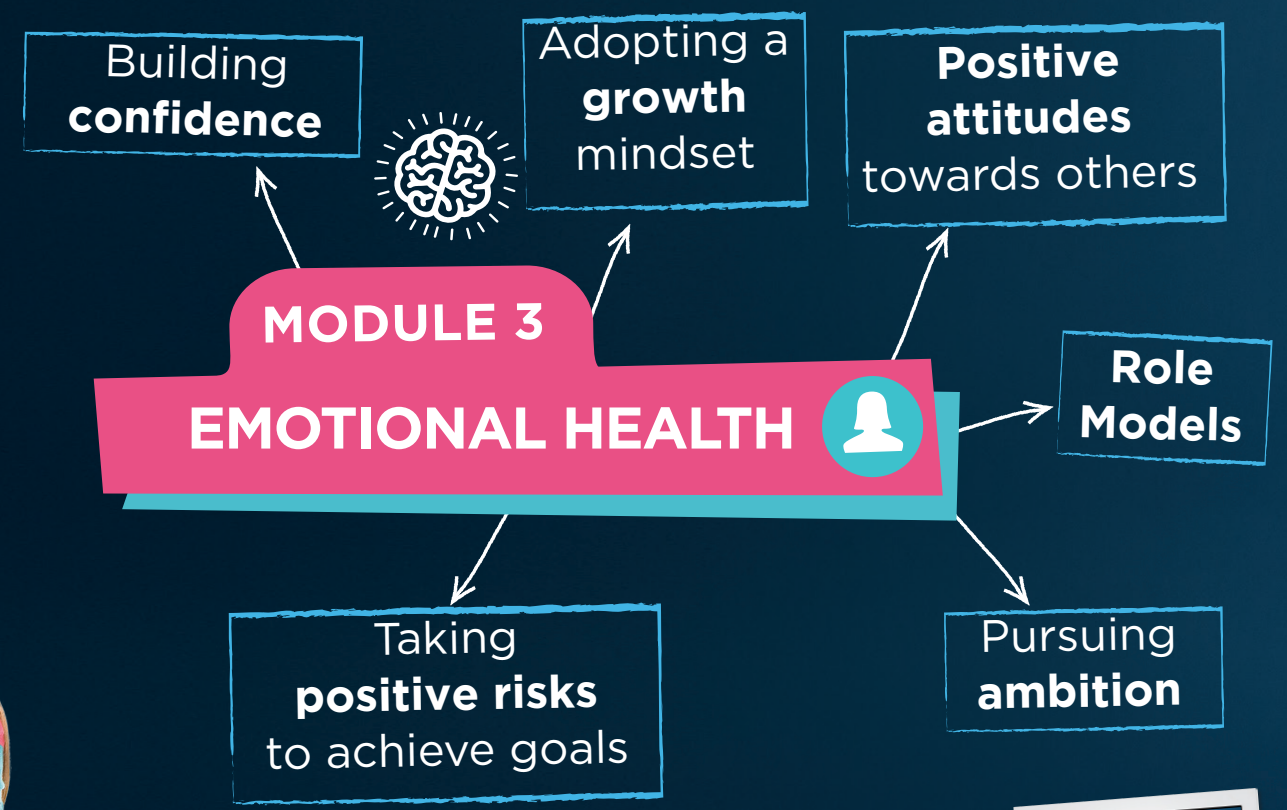 Building
confidence
Adopting a
growth
mindset
Positive
attitudes
towards others
MODULE 3
EMOTIONAL HEALTH
Role
Models
Taking
positive risks
to achieve goals
Pursuing
ambition